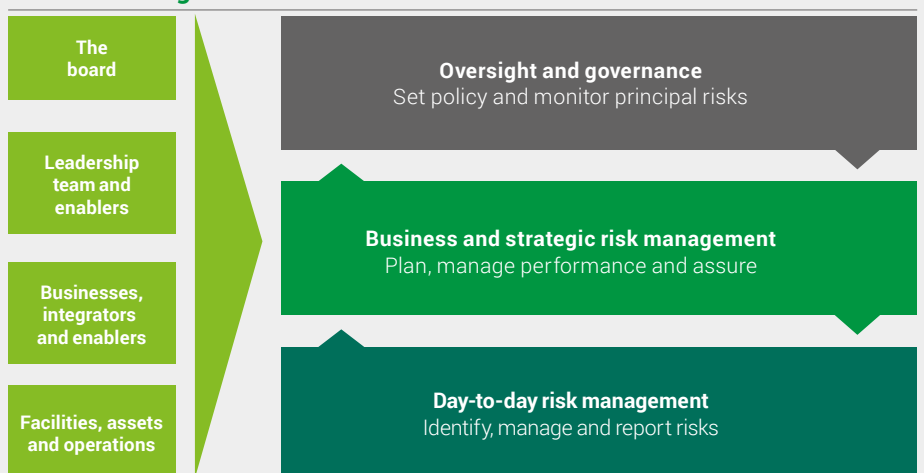 The
board
Leadership
team and
enablers
Businesses,
integrators
and enablers
Facilities, assets
and operations
Oversight and governance
Set policy and monitor principal risks
Business and strategic risk management
Plan, manage performance and assure
Day-to-day risk management
Identify, manage and report risks